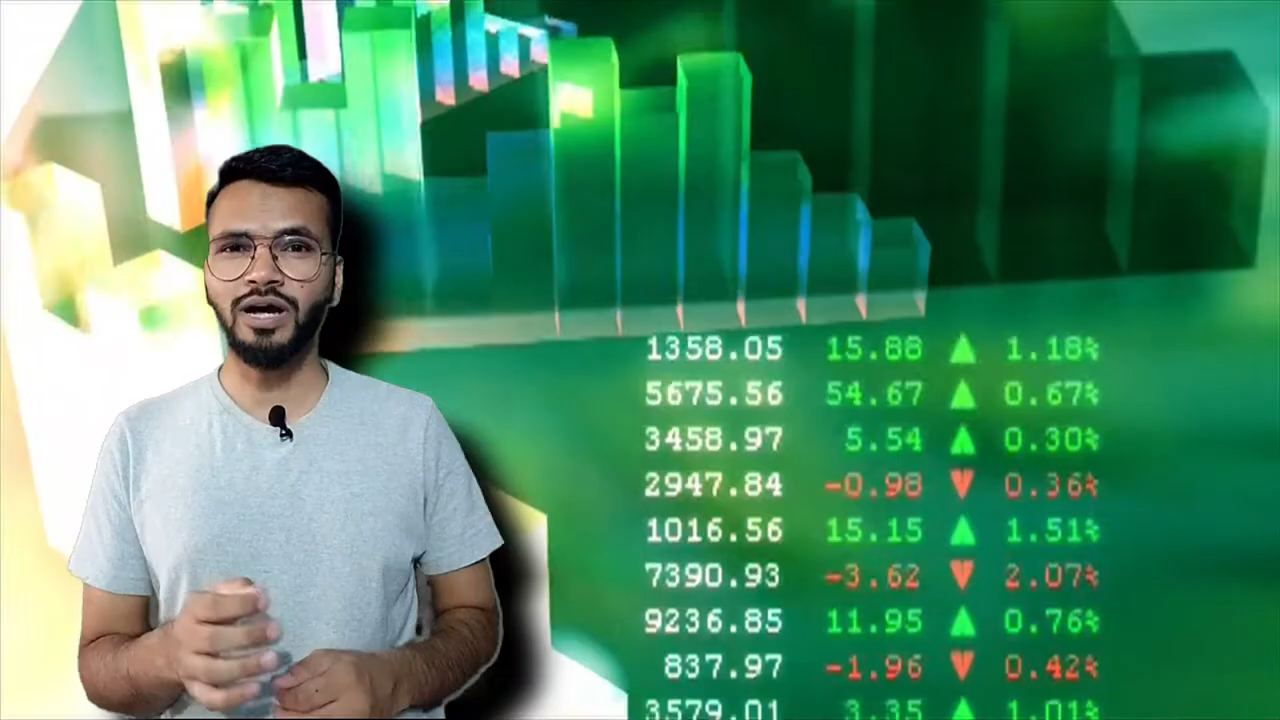 1358.05 15.88 ▲ 1.18%
5675.56 54.67 ▲ 0.67%
3458.97 5.54 ▲ 0.30%
2947.84 -0.98 ▼ 0.36%
1016.56 15.15 ▲ 1.51%
7390.93 -3.62 ▼ 2.07%
9236.85 11.95 ▲ 0.76%
837.97 -1.96 ▼ 0.42%
3579.01 3.35 ▲ 1.01%